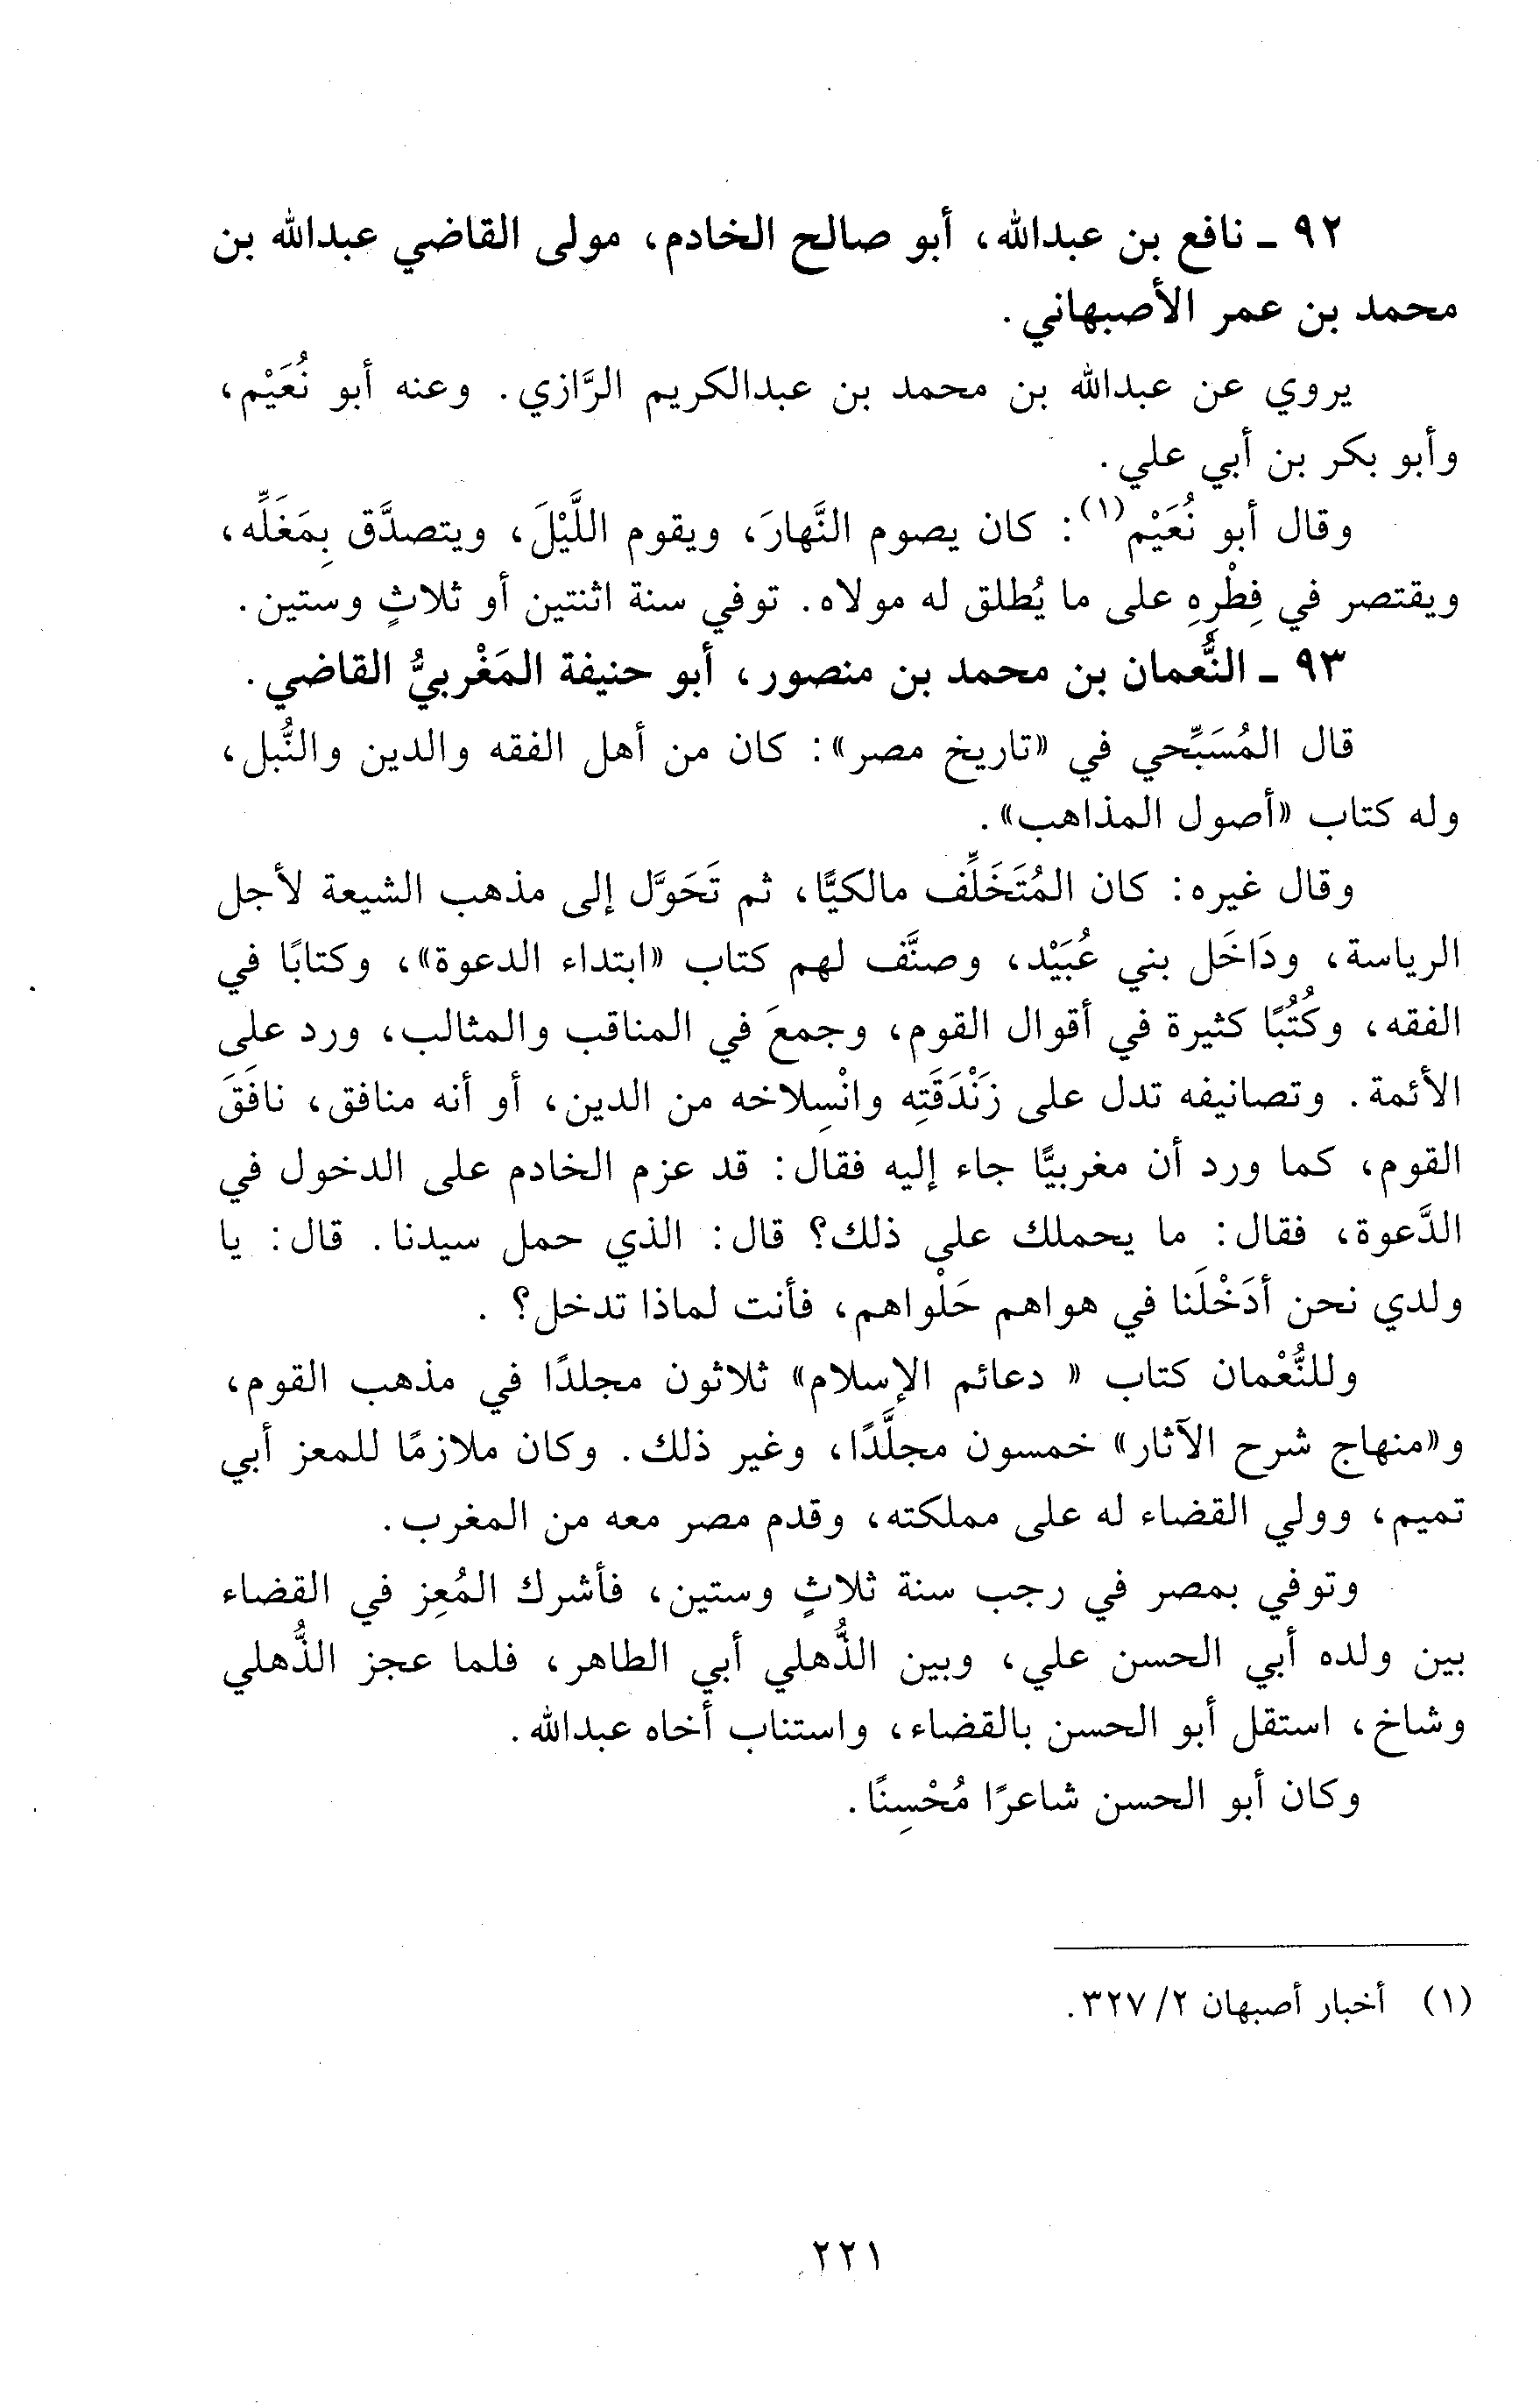 ٩٢ ـ نافع بن عبدالله، أبو صالح الخادم، مولى القاضي عبدالله بن
محمد بن عمر الأصبهاني.
يروي عن عبدالله بن محمد بن عبدالكريم الرَّازي. وعنه أبو نُعَيْم،
وأبو بكر بن أبي علي.
وقال أبو نُعَيْم(١): كان يصوم النَّهارَ، ويقوم اللَّيْلَ، ويتصدَّق بِمَغَلِّه،
ويقتصر في فِطْرِهِ على ما يُطلق له مولاه. توفي سنة اثنتين أو ثلاثٍ وستين.
٩٣ ـ النُّعمان بن محمد بن منصور، أبو حنيفة المَغْربيُّ القاضي.
قال المُسَبِّحي في «تاريخ مصر»: كان من أهل الفقه والدين والنُّبل،
وله كتاب «أصول المذاهب».
وقال غيره: كان المُتَخَلِّف مالكيًّا، ثم تَحَوَّل إلى مذهب الشيعة لأجل
الرياسة، ودَاخَل بني عُبَيْد، وصنَّف لهم كتاب «ابتداء الدعوة»، وكتابًا في
الفقه، وكُتُبًا كثيرة في أقوال القوم، وجمعَ في المناقب والمثالب، ورد على
الأئمة. وتصانيفه تدل على زَنْدَقَتِه وانْسِلاخه من الدين، أو أنه منافق، نافَقَ
القوم، كما ورد أن مغربيًّا جاء إليه فقال: قد عزم الخادم على الدخول في
الدَّعوة، فقال: ما يحملك على ذلك؟ قال: الذي حمل سيدنا. قال: يا
ولدي نحن أدَخْلَنا في هواهم حَلْواهم، فأنت لماذا تدخل؟ .
وللنُّعْمان كتاب « دعائم الإسلام» ثلاثون مجلدًا في مذهب القوم،
و«منهاج شرح الآثار» خمسون مجلَّدًا، وغير ذلك. وكان ملازمًا للمعز أبي
تميم، وولي القضاء له على مملكته، وقدم مصر معه من المغرب.
وتوفي بمصر في رجب سنة ثلاثٍ وستين، فأشرك المُعِز في القضاء
بين ولده أبي الحسن علي، وبين الذُّهلي أبي الطاهر، فلما عجز الذُّهلي
وشاخ، استقل أبو الحسن بالقضاء، واستناب أخاه عبدالله.
وكان أبو الحسن شاعرًا مُحْسِنًا.
(١) أخبار أصبهان ٢/ ٣٢٧.
٢٢١